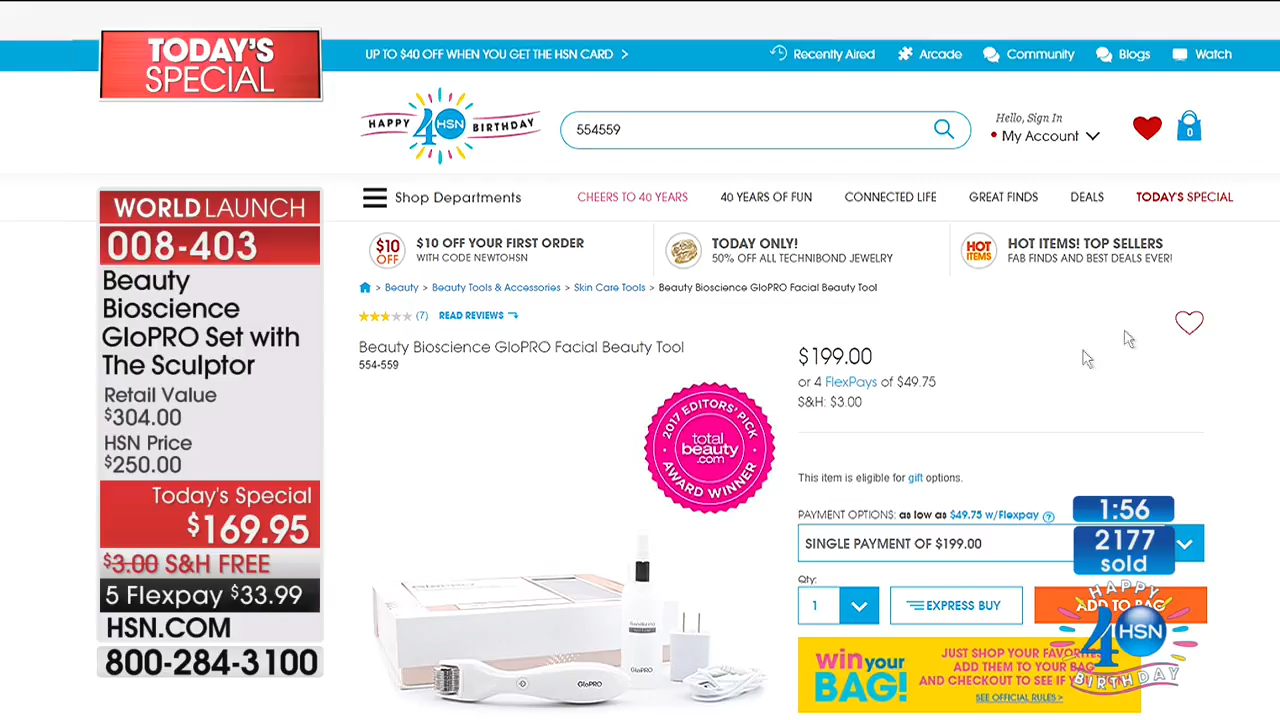 TODAY'S
SPECIAL
WORLD LAUNCH
008-403
Beauty
Bioscience
GloPRO Set with
The Sculptor
Retail Value
$304.00
HSN Price
$250.00
Today's Special
$169.95
$3.00 S&H FREE
5 Flexpay $33.99
HSN.COM
800-284-3100
UP TO $40 OFF WHEN YOU GET THE HSN CARD >
Recently Aired
Arcade
Community
Blogs
Watch
HAPPY 40 HSN BIRTHDAY
554559
Hello, Sign In
My Account
0
Shop Departments
CHEERS TO 40 YEARS
40 YEARS OF FUN
CONNECTED LIFE
GREAT FINDS
DEALS
TODAY'S SPECIAL
$10
OFF
$10 OFF YOUR FIRST ORDER
WITH CODE NEWTOHSN
TODAY ONLY!
50% OFF ALL TECHNIBOND JEWELRY
HOT
ITEMS
HOT ITEMS! TOP SELLERS
FAB FINDS AND BEST DEALS EVER!
> Beauty > Beauty Tools & Accessories > Skin Care Tools > Beauty Bioscience GloPRO Facial Beauty Tool
(7) READ REVIEWS
Beauty Bioscience GloPRO Facial Beauty Tool
554-559
2017 EDITORS' PICK
total
beauty
.com
AWARD WINNER
GloPRO
GloPRO
$199.00
or 4 FlexPays of $49.75
S&H: $3.00
This item is eligible for gift options.
PAYMENT OPTIONS: as low as $49.75 w/Flexpay ?
SINGLE PAYMENT OF $199.00
Qty:
1
EXPRESS BUY
ADD TO BAG
1:56
2177
sold
HAPPY
40 HSN
BIRTHDAY
win your
BAG!
JUST SHOP YOUR FAVORITES
ADD THEM TO YOUR BAG
AND CHECKOUT TO SEE IF
SEE OFFICIAL RULES >